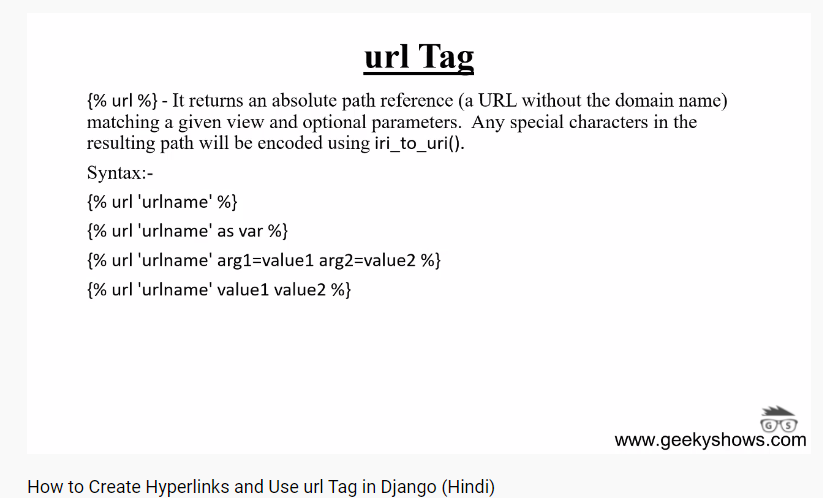 url Tag
{% url %} - It returns an absolute path reference (a URL without the domain name)
matching a given view and optional parameters. Any special characters in the
resulting path will be encoded using iri_to_uri().
Syntax:-
{% url 'urlname' %}
{% url 'urlname' as var %}
{% url 'urlname' arg1=value1 arg2=value2 %}
{% url 'urlname' value1 value2 %}
G S
www.geekyshows.com
How to Create Hyperlinks and Use url Tag in Django (Hindi)